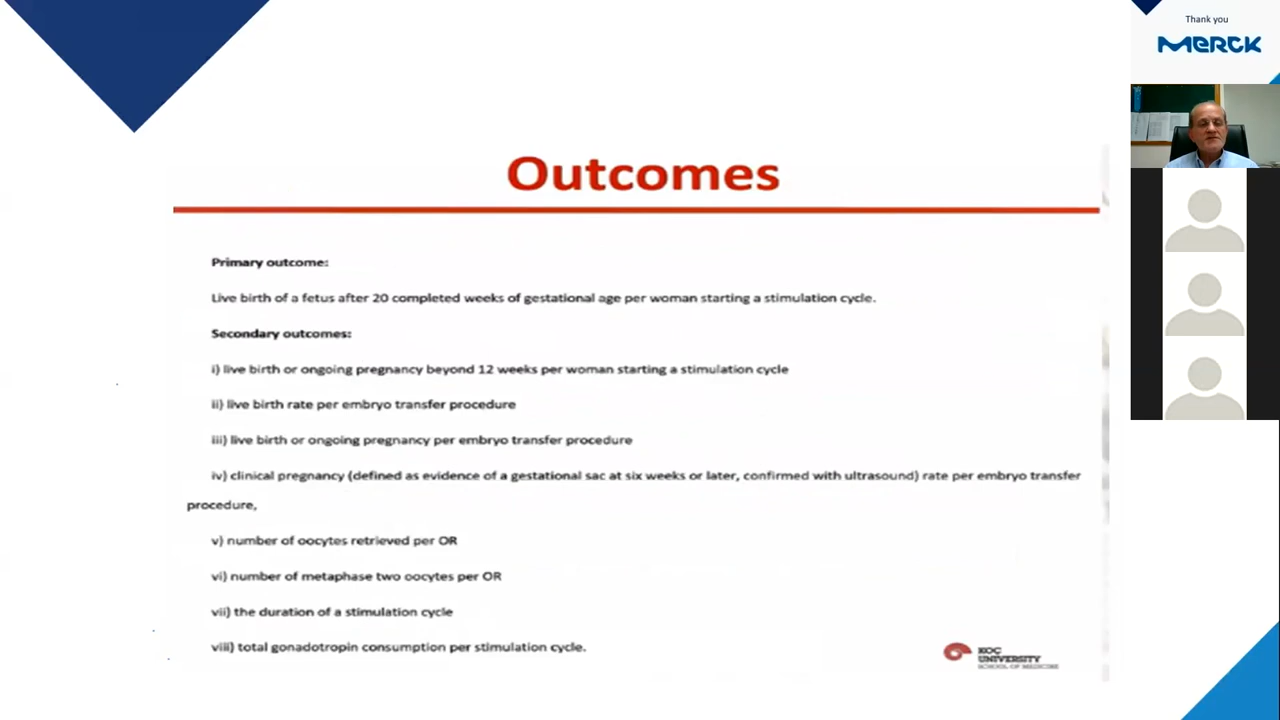 Thank you
MERCK
Outcomes
Primary outcome:
Live birth of a fetus after 20 completed weeks of gestational age per woman starting a stimulation cycle.
Secondary outcomes:
i) live birth or ongoing pregnancy beyond 12 weeks per woman starting a stimulation cycle
ii) live birth rate per embryo transfer procedure
iii) live birth or ongoing pregnancy per embryo transfer procedure
iv) clinical pregnancy (defined as evidence of a gestational sac at six weeks or later, confirmed with ultrasound) rate per embryo transfer
procedure,
v) number of oocytes retrieved per OR
vi) number of metaphase two oocytes per OR
vii) the duration of a stimulation cycle
viii) total gonadotropin consumption per stimulation cycle.
KOC
UNIVERSITY
SCHOOL OF MEDICINE